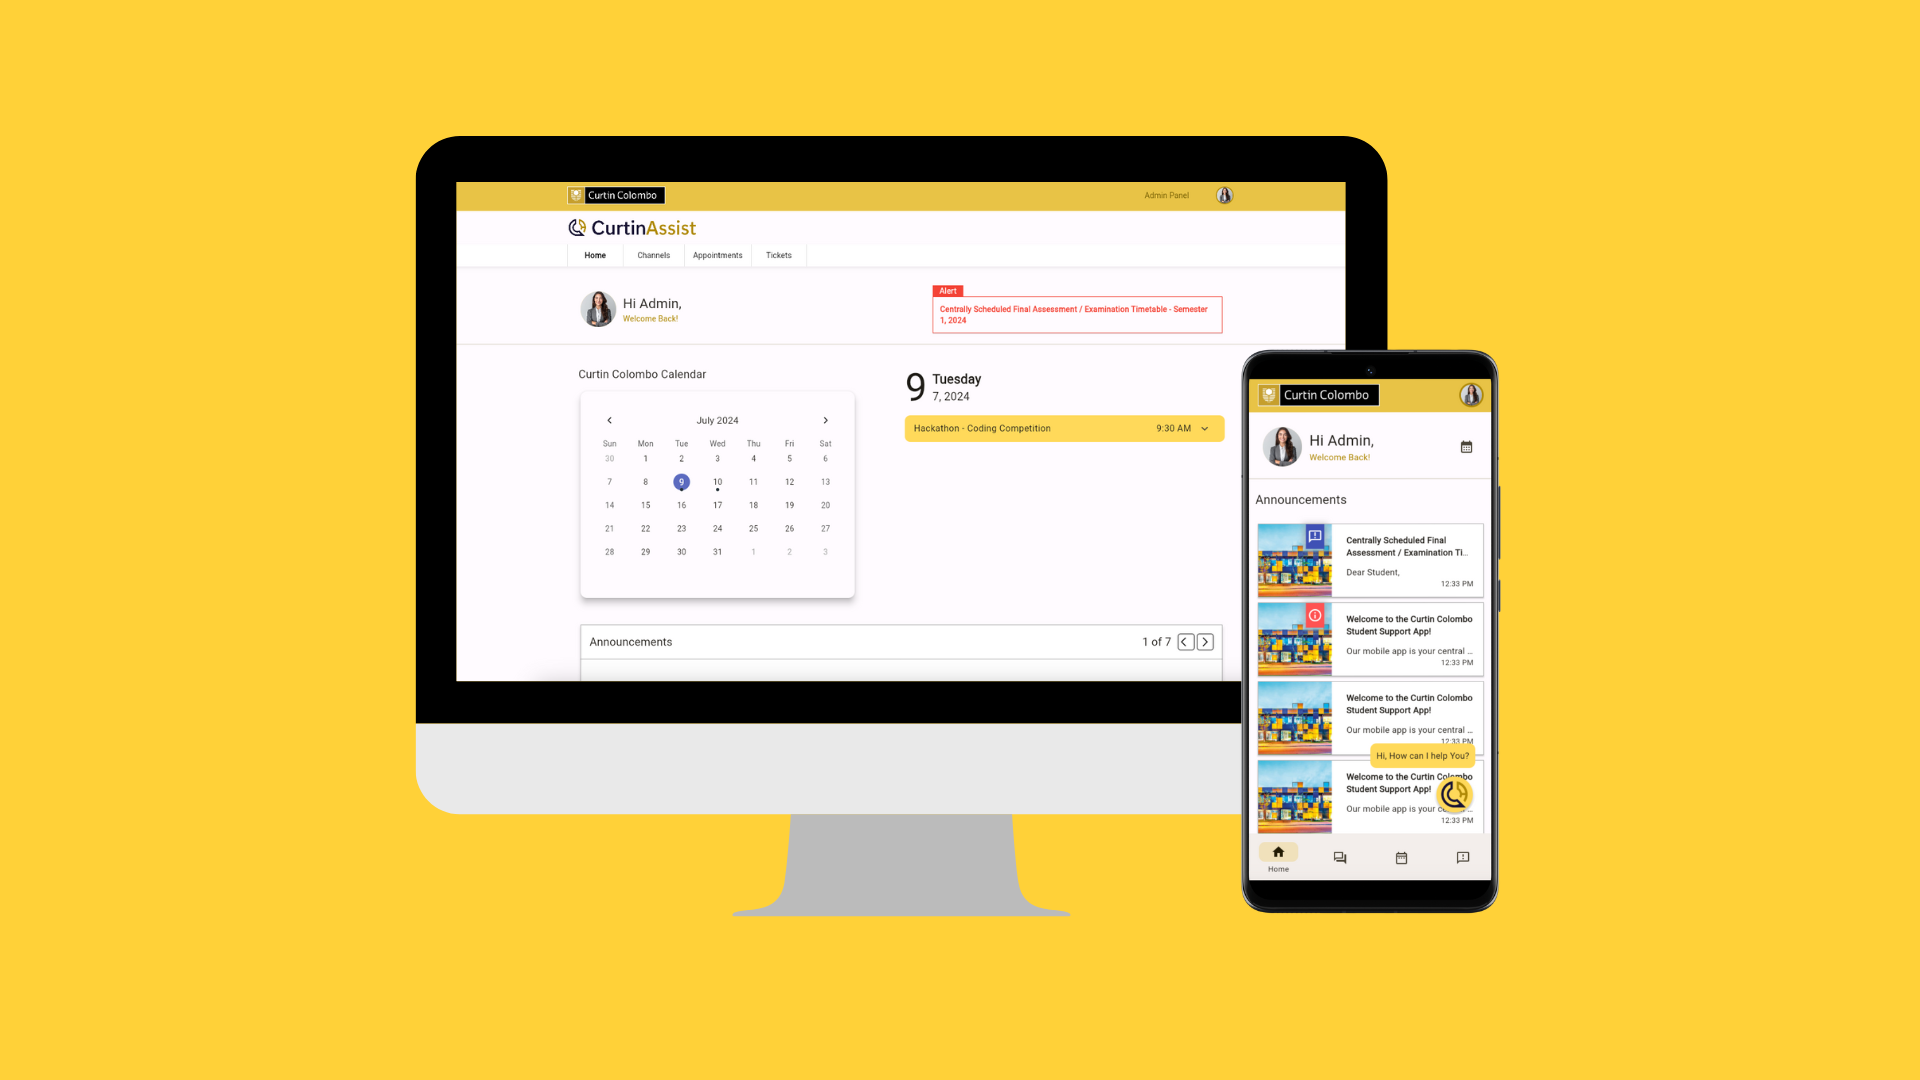 Curtin Colombo
Admin Panel
CurtinAssist
Home
Channels
Appointments
Tickets
Hi Admin,
Welcome Back!
Alert
Centrally Scheduled Final Assessment / Examination Timetable - Semester
1, 2024
Curtin Colombo Calendar
July 2024
Sun Mon Tue Wed Thu Fri Sat
30 1 2 3 4 5 6
7 8 9 10 11 12 13
14 15 16 17 18 19 20
21 22 23 24 25 26 27
28 29 30 31 1 2 3
9
Tuesday
7, 2024
Hackathon - Coding Competition 9:30 AM
Announcements
1 of 7
Curtin Colombo
Hi Admin,
Welcome Back!
Announcements
Centrally Scheduled Final
Assessment / Examination Ti...
Dear Student,
12:33 PM
Welcome to the Curtin Colombo
Student Support App!
Our mobile app is your central ...
12:33 PM
Welcome to the Curtin Colombo
Student Support App!
Our mobile app is your central ...
12:33 PM
Hi, How can I help You?
Welcome to the Curtin Colombo
Student Support App!
Our mobile app is your
12:33 PM
Home